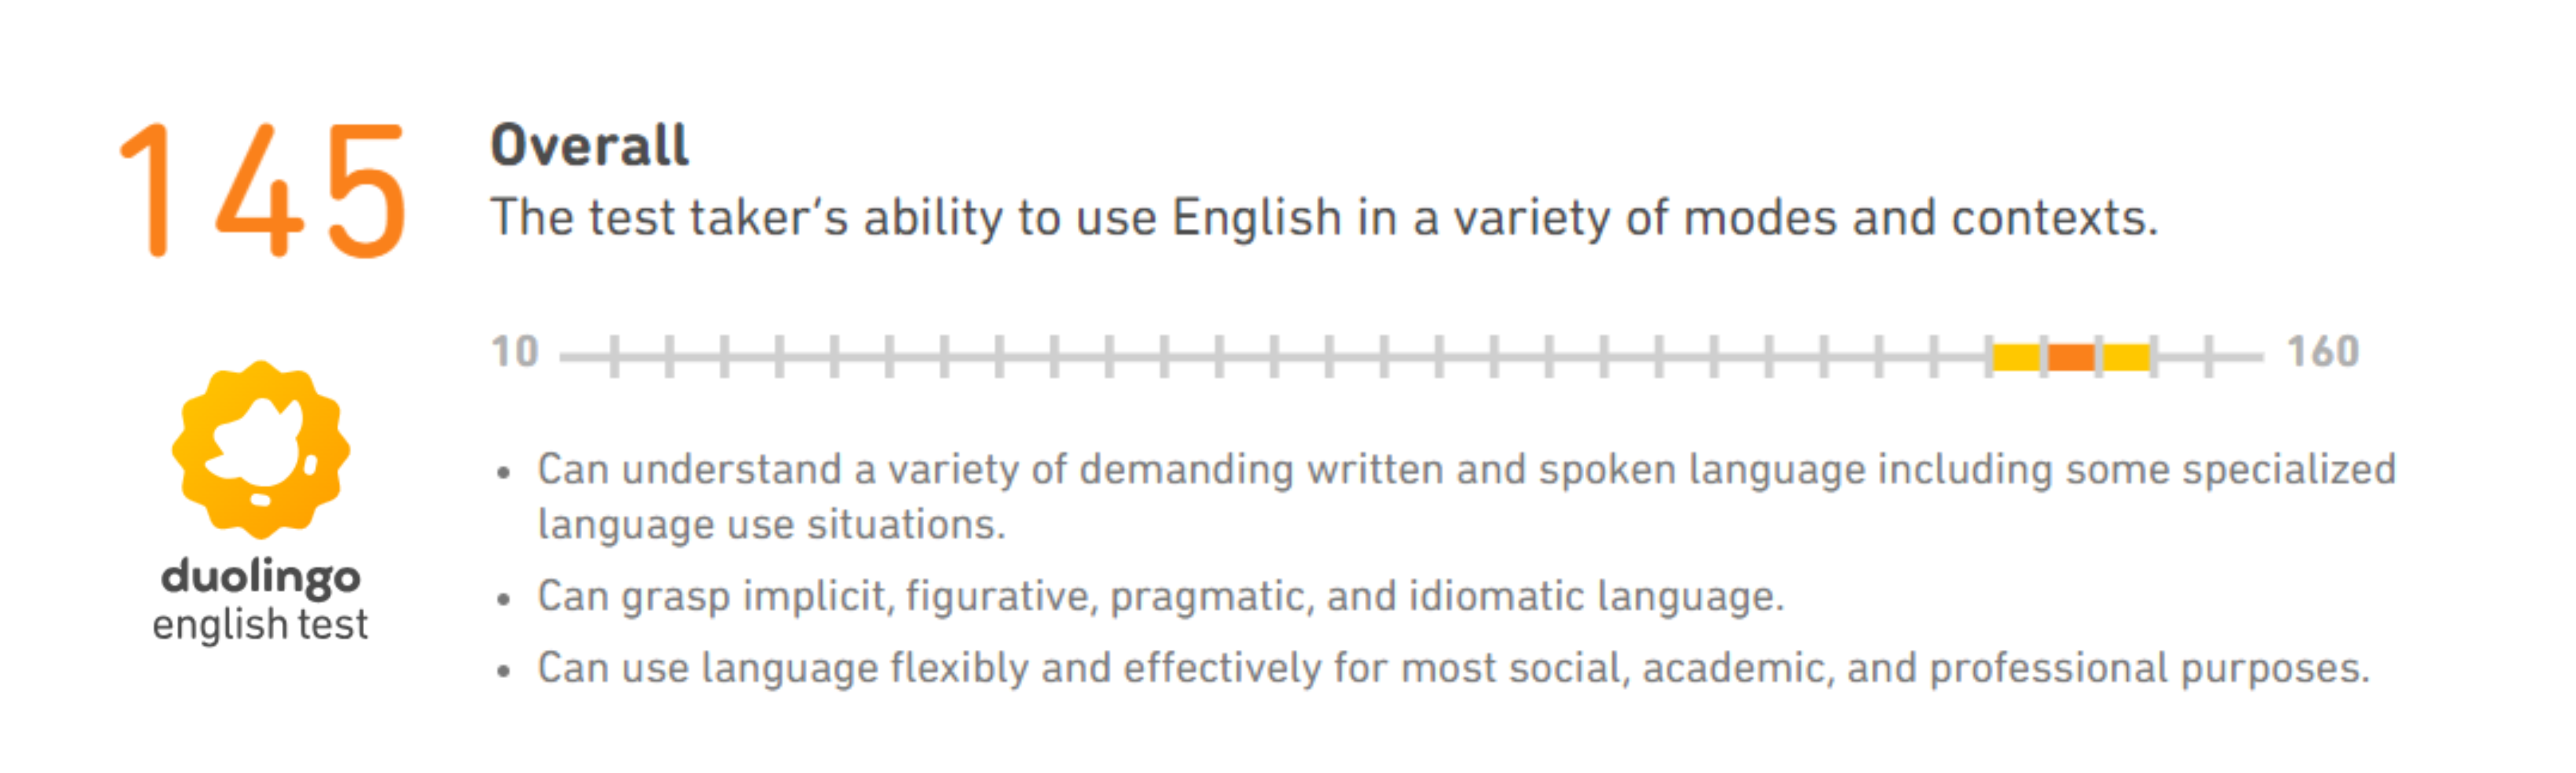 145
Overall
The test taker's ability to use English in a variety of modes and contexts.
10
160
duolingo
english test
• Can understand a variety of demanding written and spoken language including some specialized
language use situations.
• Can grasp implicit, figurative, pragmatic, and idiomatic language.
• Can use language flexibly and effectively for most social, academic, and professional purposes.